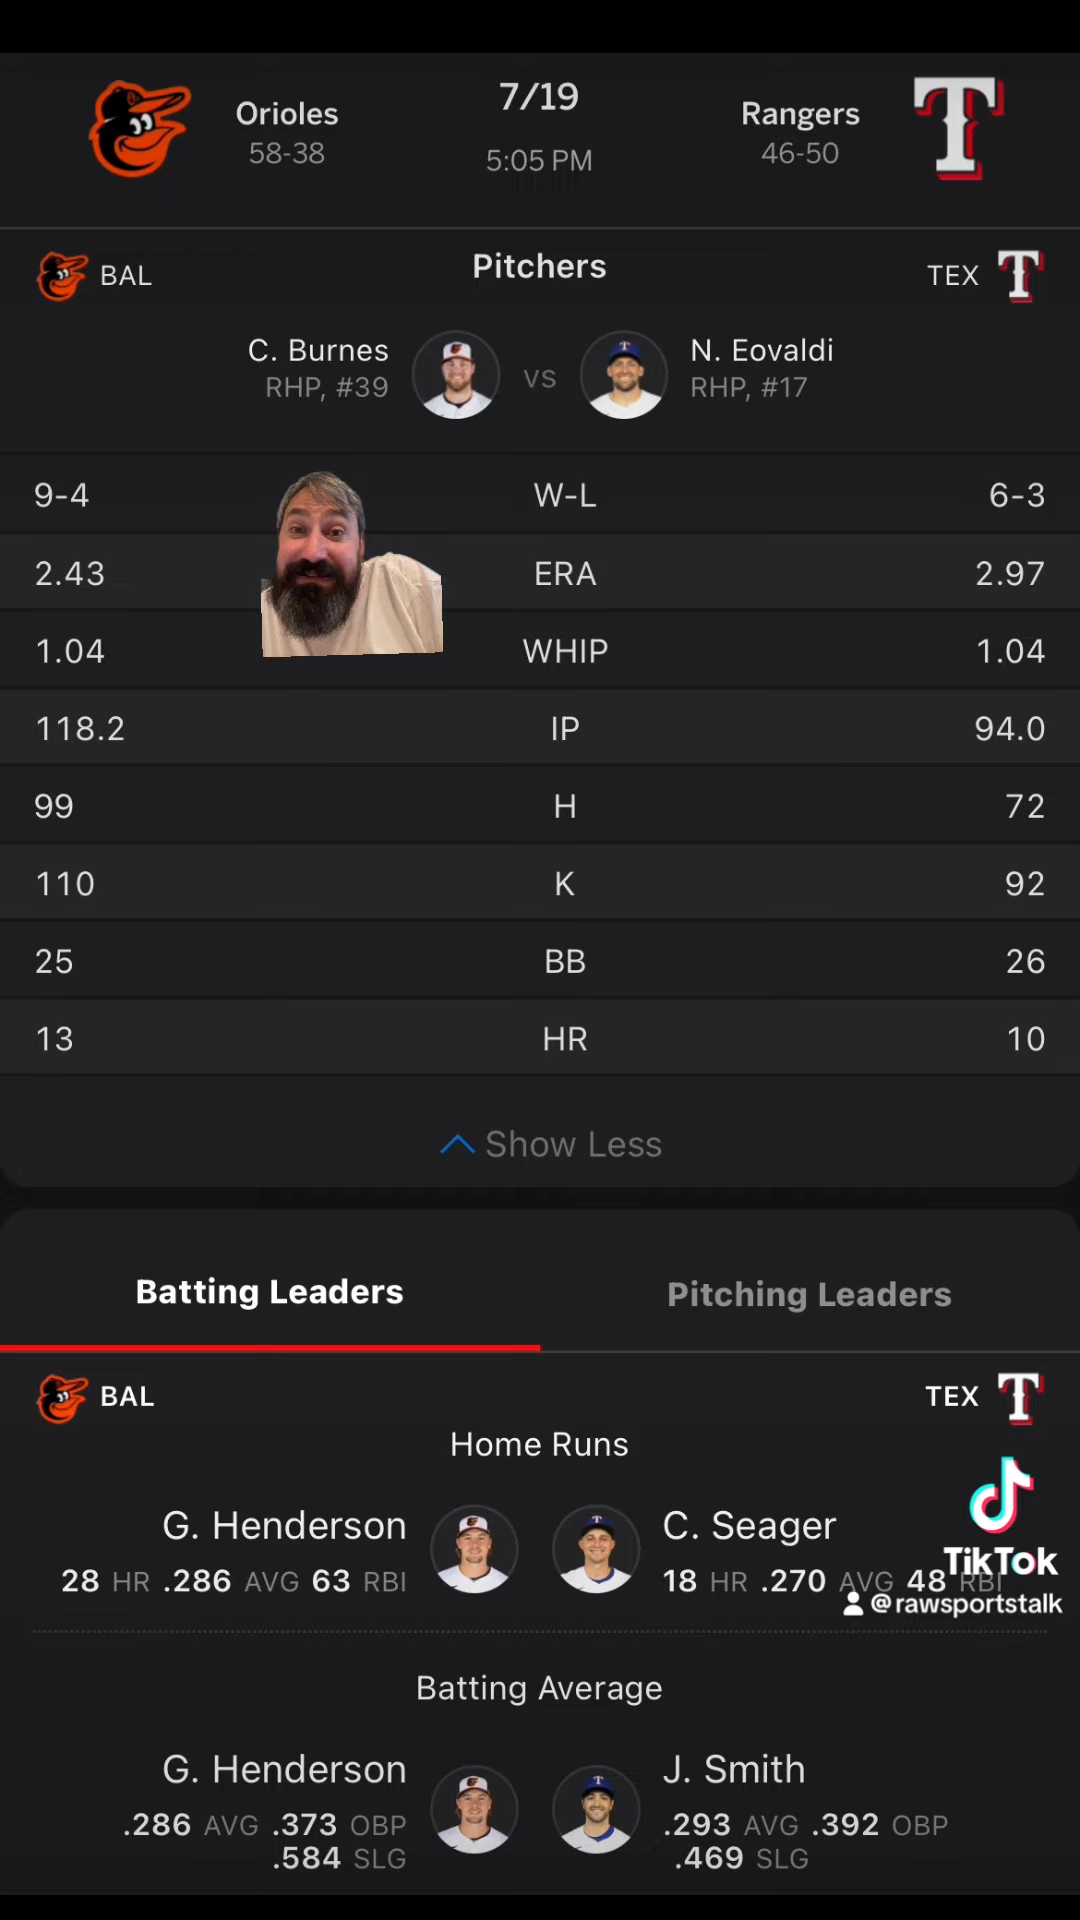 Orioles
58-38
7/19
5:05 PM
Rangers
46-50
BAL
Pitchers
TEX
C. Burnes
RHP, #39
vs
N. Eovaldi
RHP, #17
9-4 W-L 6-3
2.43 ERA 2.97
1.04 WHIP 1.04
118.2 IP 94.0
99 H 72
110 K 92
25 BB 26
13 HR 10
Show Less
Batting Leaders
Pitching Leaders
BAL
TEX
Home Runs
G. Henderson
28 HR .286 AVG 63 RBI
C. Seager
18 HR .270 AVG 48 RBI
TikTok
@rawsportstalk
Batting Average
G. Henderson
.286 AVG .373 OBP
.584 SLG
J. Smith
.293 AVG .392 OBP
.469 SLG